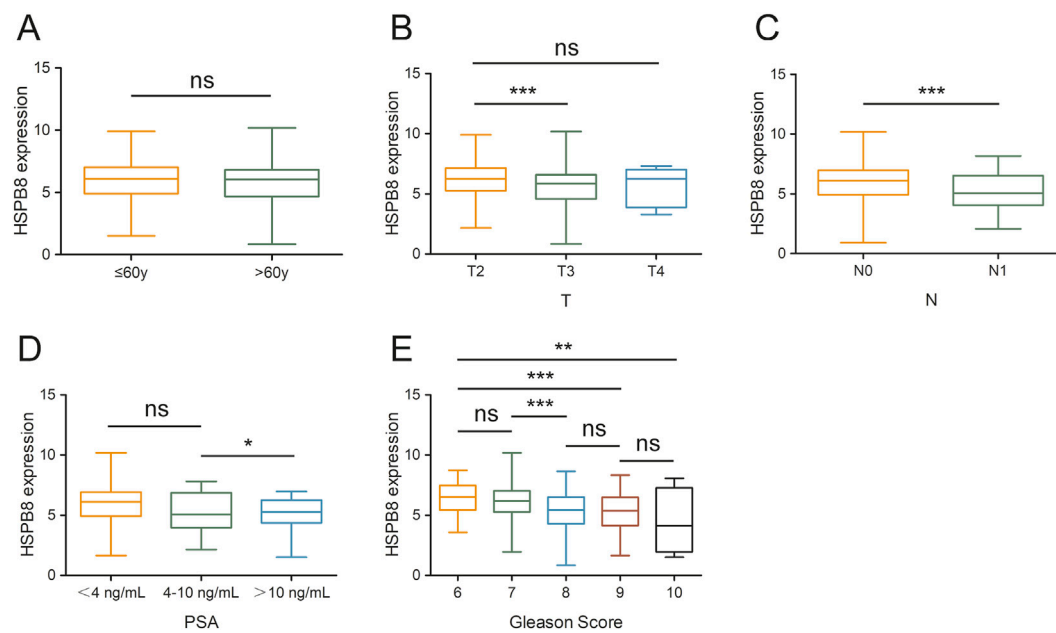 A
HSPB8 expression
15
10
5
0
ns
≤60y
>60y
B
HSPB8 expression
15
10
5
0
ns
***
T2
T3
T4
T
C
HSPB8 expression
15
10
5
0
***
N0
N1
N
D
HSPB8 expression
15
10
5
0
ns
*
<4 ng/mL
4-10 ng/mL
>10 ng/mL
PSA
E
HSPB8 expression
15
10
5
0
**
***
ns
***
ns
ns
6
7
8
9
10
Gleason Score